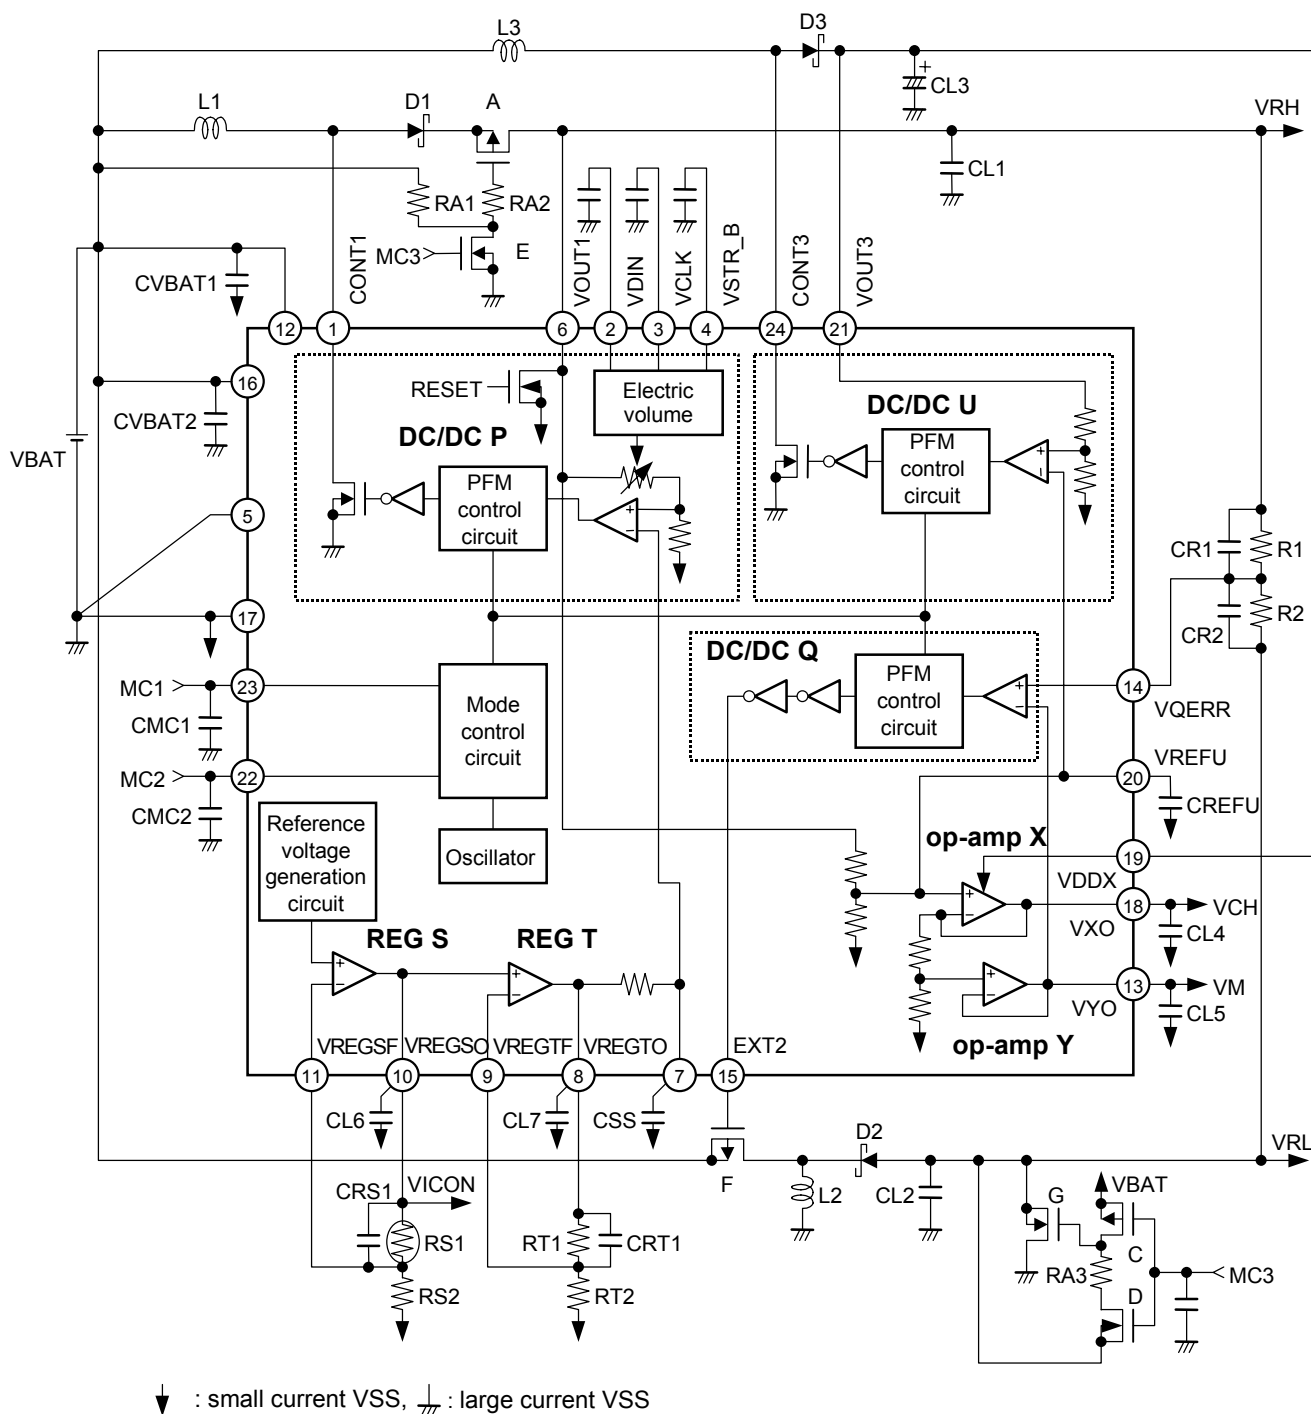 L3
D3
CL3
L1
D1
A
VRH
CL1
RA1
RA2
MC3
E
CVBAT1
CONT1
VOUT1
VDIN
VCLK
VSTR_B
CONT3
VOUT3
12
1
6
2
3
4
24
21
16
CVBAT2
RESET
Electric
volume
DC/DC P
DC/DC U
VBAT
PFM
control
circuit
PFM
control
circuit
5
+
−
+
−
CR1
R1
17
CR2
R2
DC/DC Q
MC1
23
CMC1
Mode
control
circuit
PFM
control
circuit
+
−
14
VQERR
MC2
22
CMC2
VREFU
20
CREFU
Reference
voltage
generation
circuit
Oscillator
op-amp X
19
VDDX
+
−
18
VCH
VXO
CL4
REG S
REG T
+
−
+
−
+
−
13
VM
VYO
CL5
op-amp Y
VREGSF
VREGSO
VREGTF
VREGTO
EXT2
11
10
9
8
7
15
CL6
CL7
CSS
D2
VRL
F
L2
CL2
G
VBAT
CRS1
VICON
RS1
RT1
CRT1
C
RA3
MC3
RS2
RT2
D
: small current VSS, : large current VSS